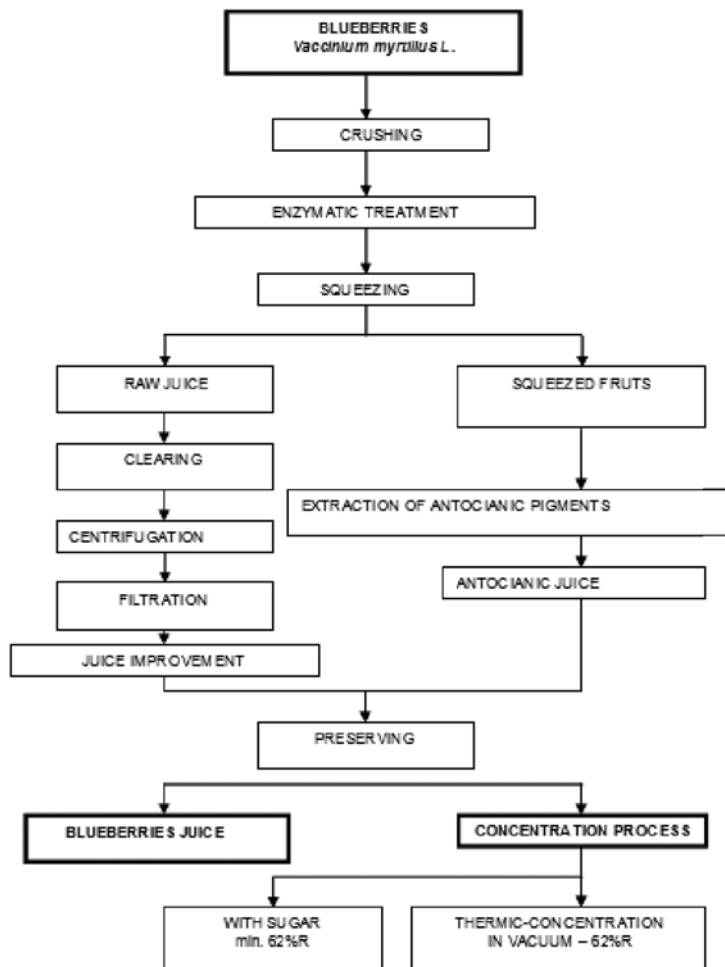 BLUEBERRIES
Vaccinium myrtillus L.
CRUSHING
ENZYMATIC TREATMENT
SQUEEZING
RAW JUICE
SQUEEZED FRUTS
CLEARING
EXTRACTION OF ANTOCIANIC PIGMENTS
CENTRIFUGATION
ANTOCIANIC JUICE
FILTRATION
JUICE IMPROVEMENT
PRESERVING
BLUEBERRIES JUICE
CONCENTRATION PROCESS
WITH SUGAR
min. 62%R
THERMIC-CONCENTRATION
IN VACUUM – 62%R